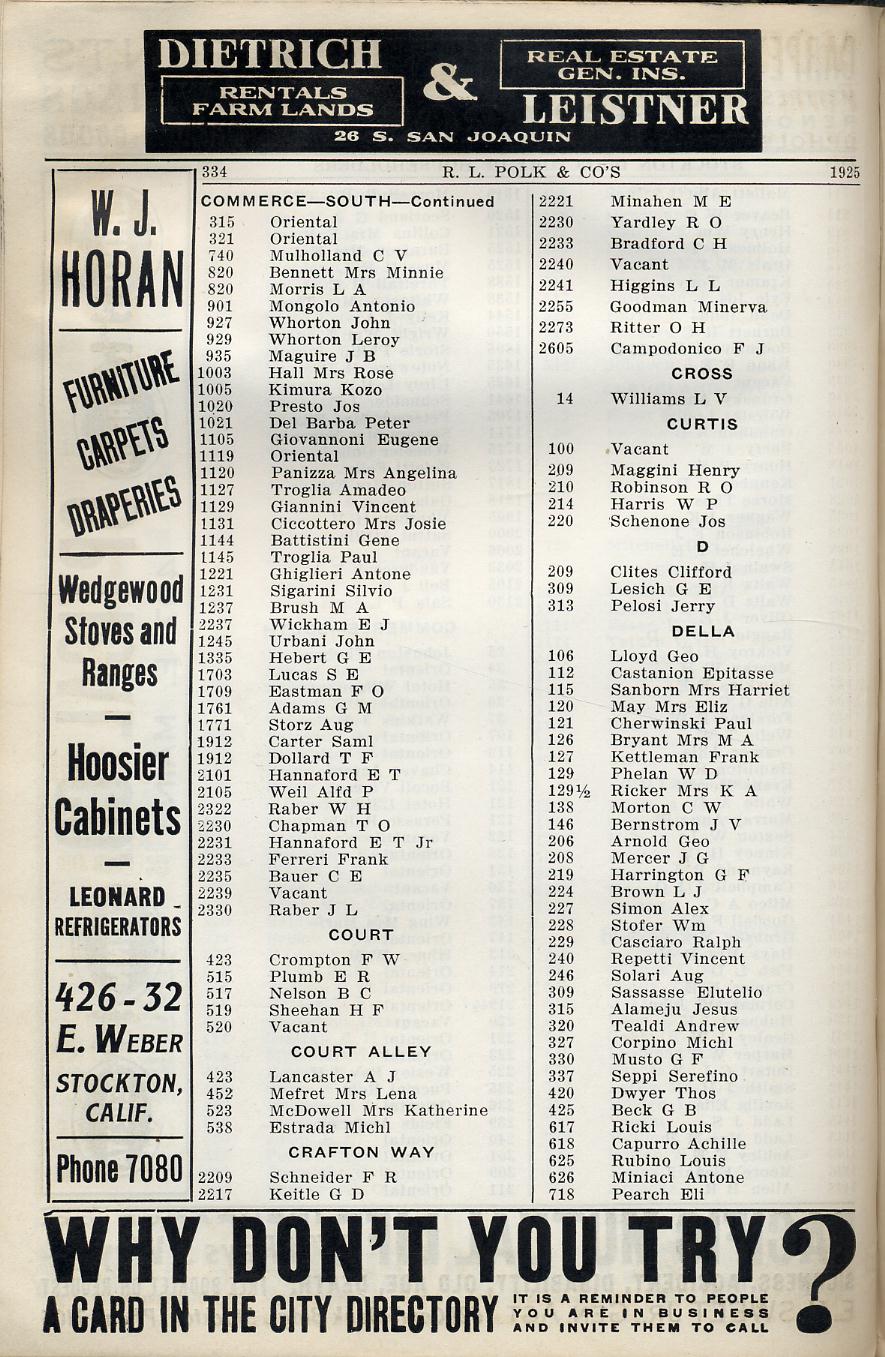 DIETRICH
RENTALS
FARM LANDS
&
REAL ESTATE
GEN. INS.
LEISTNER
26 S. SAN JOAQUIN
334 R. L. POLK & CO'S 1925
W. J.
HORAN
FURNITURE
CARPETS
DRAPERIES
Wedgewood
Stoves and
Ranges
—
Hoosier
Cabinets
—
LEONARD
REFRIGERATORS
426-32
E. WEBER
STOCKTON,
CALIF.
Phone 7080
COMMERCE—SOUTH—Continued
315 Oriental
321 Oriental
740 Mulholland C V
820 Bennett Mrs Minnie
820 Morris L A
901 Mongolo Antonio
927 Whorton John
929 Whorton Leroy
935 Maguire J B
1003 Hall Mrs Rose
1005 Kimura Kozo
1020 Presto Jos
1021 Del Barba Peter
1105 Giovannoni Eugene
1119 Oriental
1120 Panizza Mrs Angelina
1127 Troglia Amadeo
1129 Giannini Vincent
1131 Ciccottero Mrs Josie
1144 Battistini Gene
1145 Troglia Paul
1221 Ghiglieri Antone
1231 Sigarini Silvio
1237 Brush M A
2237 Wickham E J
1245 Urbani John
1335 Hebert G E
1703 Lucas S E
1709 Eastman F O
1761 Adams G M
1771 Storz Aug
1912 Carter Saml
1912 Dollard T F
2101 Hannaford E T
2105 Weil Alfd P
2322 Raber W H
2230 Chapman T O
2231 Hannaford E T Jr
2233 Ferreri Frank
2235 Bauer C E
2239 Vacant
2330 Raber J L
COURT
423 Crompton F W
515 Plumb E R
517 Nelson B C
519 Sheehan H F
520 Vacant
COURT ALLEY
423 Lancaster A J
452 Mefret Mrs Lena
523 McDowell Mrs Katherine
538 Estrada Michl
CRAFTON WAY
2209 Schneider F R
2217 Keitle G D
2221 Minahen M E
2230 Yardley R O
2233 Bradford C H
2240 Vacant
2241 Higgins L L
2255 Goodman Minerva
2273 Ritter O H
2605 Campodonico F J
CROSS
14 Williams L V
CURTIS
100 Vacant
209 Maggini Henry
210 Robinson R O
214 Harris W P
220 Schenone Jos
D
209 Clites Clifford
309 Lesich G E
313 Pelosi Jerry
DELLA
106 Lloyd Geo
112 Castanion Epitasse
115 Sanborn Mrs Harriet
120 May Mrs Eliz
121 Cherwinski Paul
126 Bryant Mrs M A
127 Kettleman Frank
129 Phelan W D
129½ Ricker Mrs K A
138 Morton C W
146 Bernstrom J V
206 Arnold Geo
208 Mercer J G
219 Harrington G F
224 Brown L J
227 Simon Alex
228 Stofer Wm
229 Casciaro Ralph
240 Repetti Vincent
246 Solari Aug
309 Sassasse Elutelio
315 Alameju Jesus
320 Tealdi Andrew
327 Corpino Michl
330 Musto G F
337 Seppi Serefino
420 Dwyer Thos
425 Beck G B
617 Ricki Louis
618 Capurro Achille
625 Rubino Louis
626 Miniaci Antone
718 Pearch Eli
WHY DON'T YOU TRY?
A CARD IN THE CITY DIRECTORY
IT IS A REMINDER TO PEOPLE
YOU ARE IN BUSINESS
AND INVITE THEM TO CALL